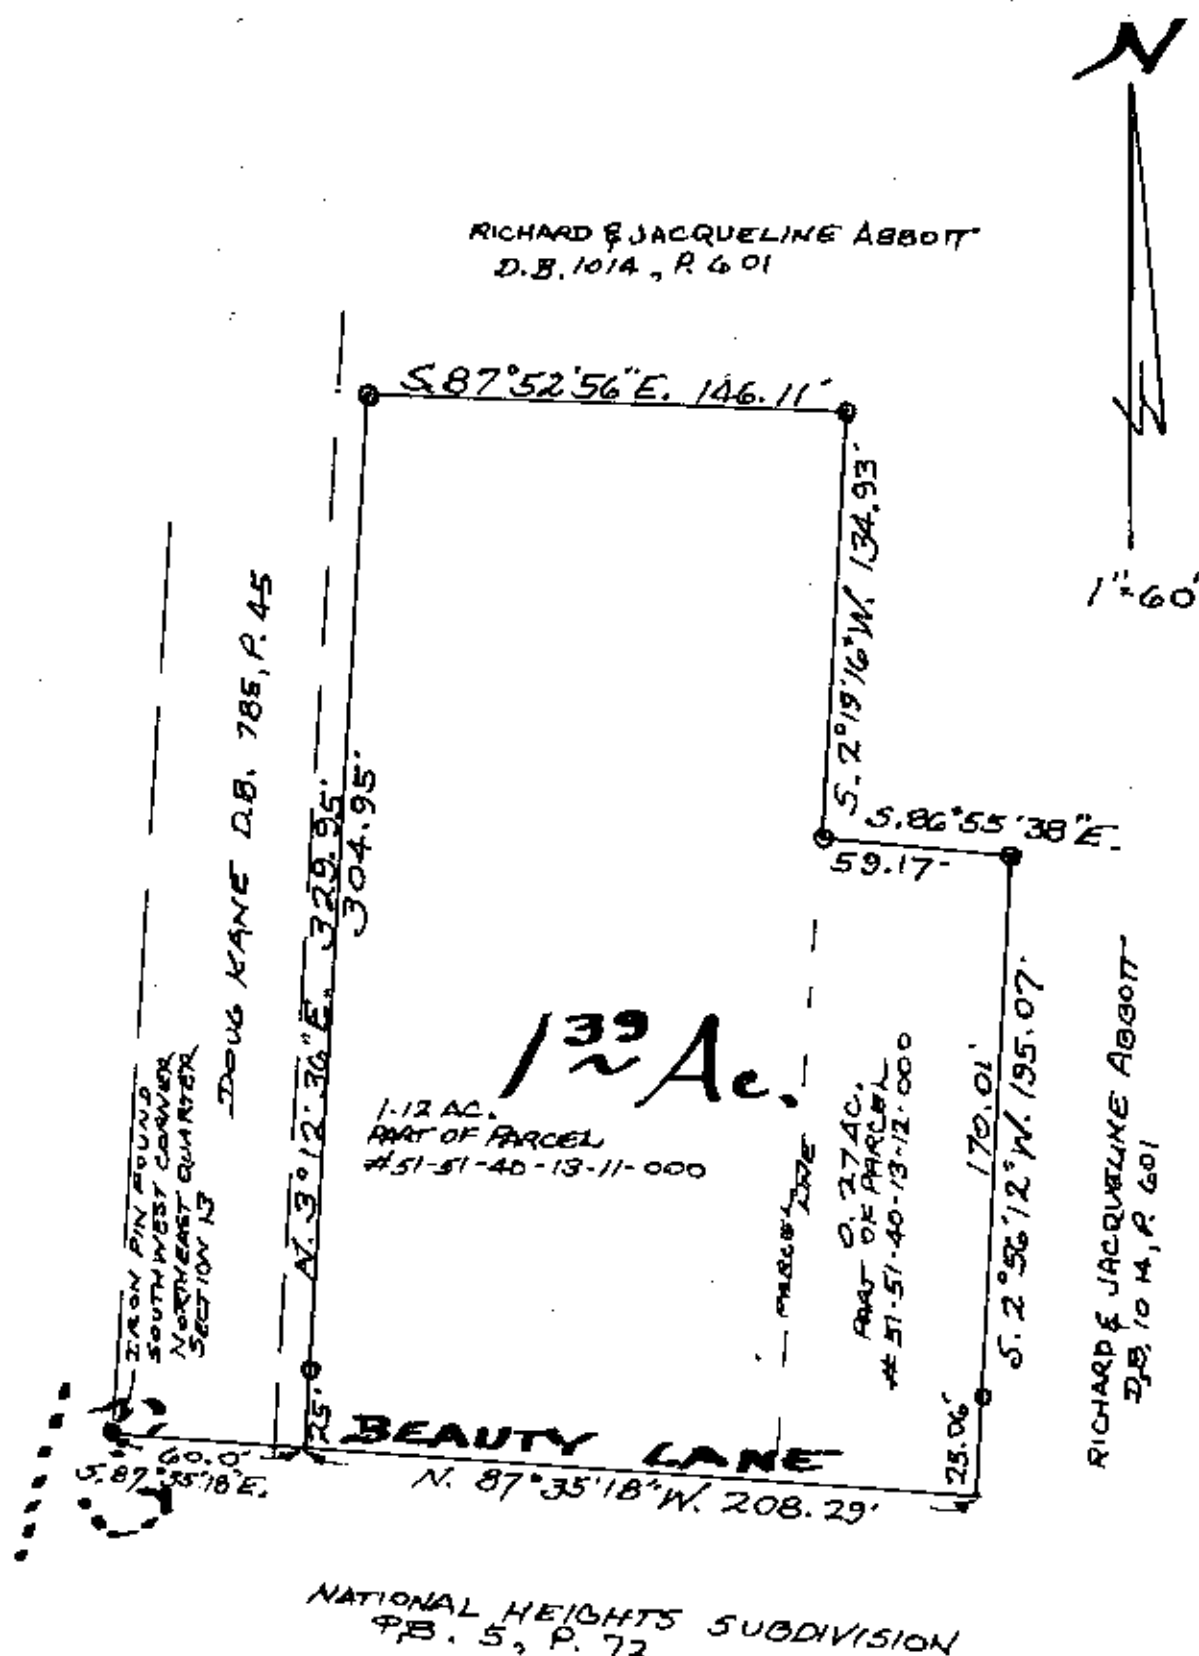 N
RICHARD & JACQUELINE ABBOTT
D.B. 1014, P. 601
S.87°52'56"E. 146.11'
1"=60'
S. 2°19'16"W. 134.93'
DOUG KANE D.B. 785, P. 45
N. 3°12'36"E. 329.95'
304.95'
S.86°55'38"E.
59.17'
1.39 Ac.
1.12 AC.
PART OF PARCEL
#51-51-40-13-11-000
PARCEL LINE
0.27 AC.
PART OF PARCEL
#51-51-40-13-12-000
170.01'
S. 2°56'12"W. 195.07'
RICHARD & JACQUELINE ABBOTT
D.B. 1014, P. 601
IRON PIN FOUND
SOUTHWEST CORNER
NORTHEAST QUARTER
SECTION 13
25'
BEAUTY LANE
25.06'
60.0'
S.87°35'18"E.
N. 87°35'18"W. 208.29'
NATIONAL HEIGHTS SUBDIVISION
P.B. 5, P. 72